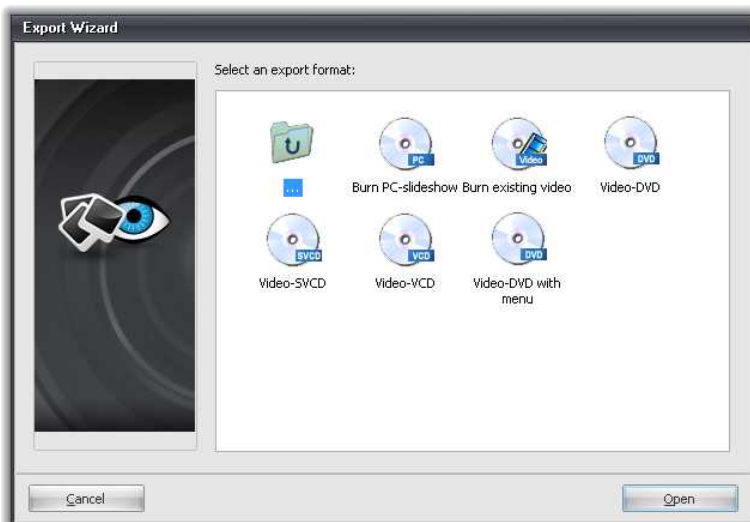 Export Wizard
Select an export format:
PC
Video
DVD
...
Burn PC-slideshow
Burn existing video
Video-DVD
SVCD
VCD
DVD
Video-SVCD
Video-VCD
Video-DVD with
menu
Cancel
Open